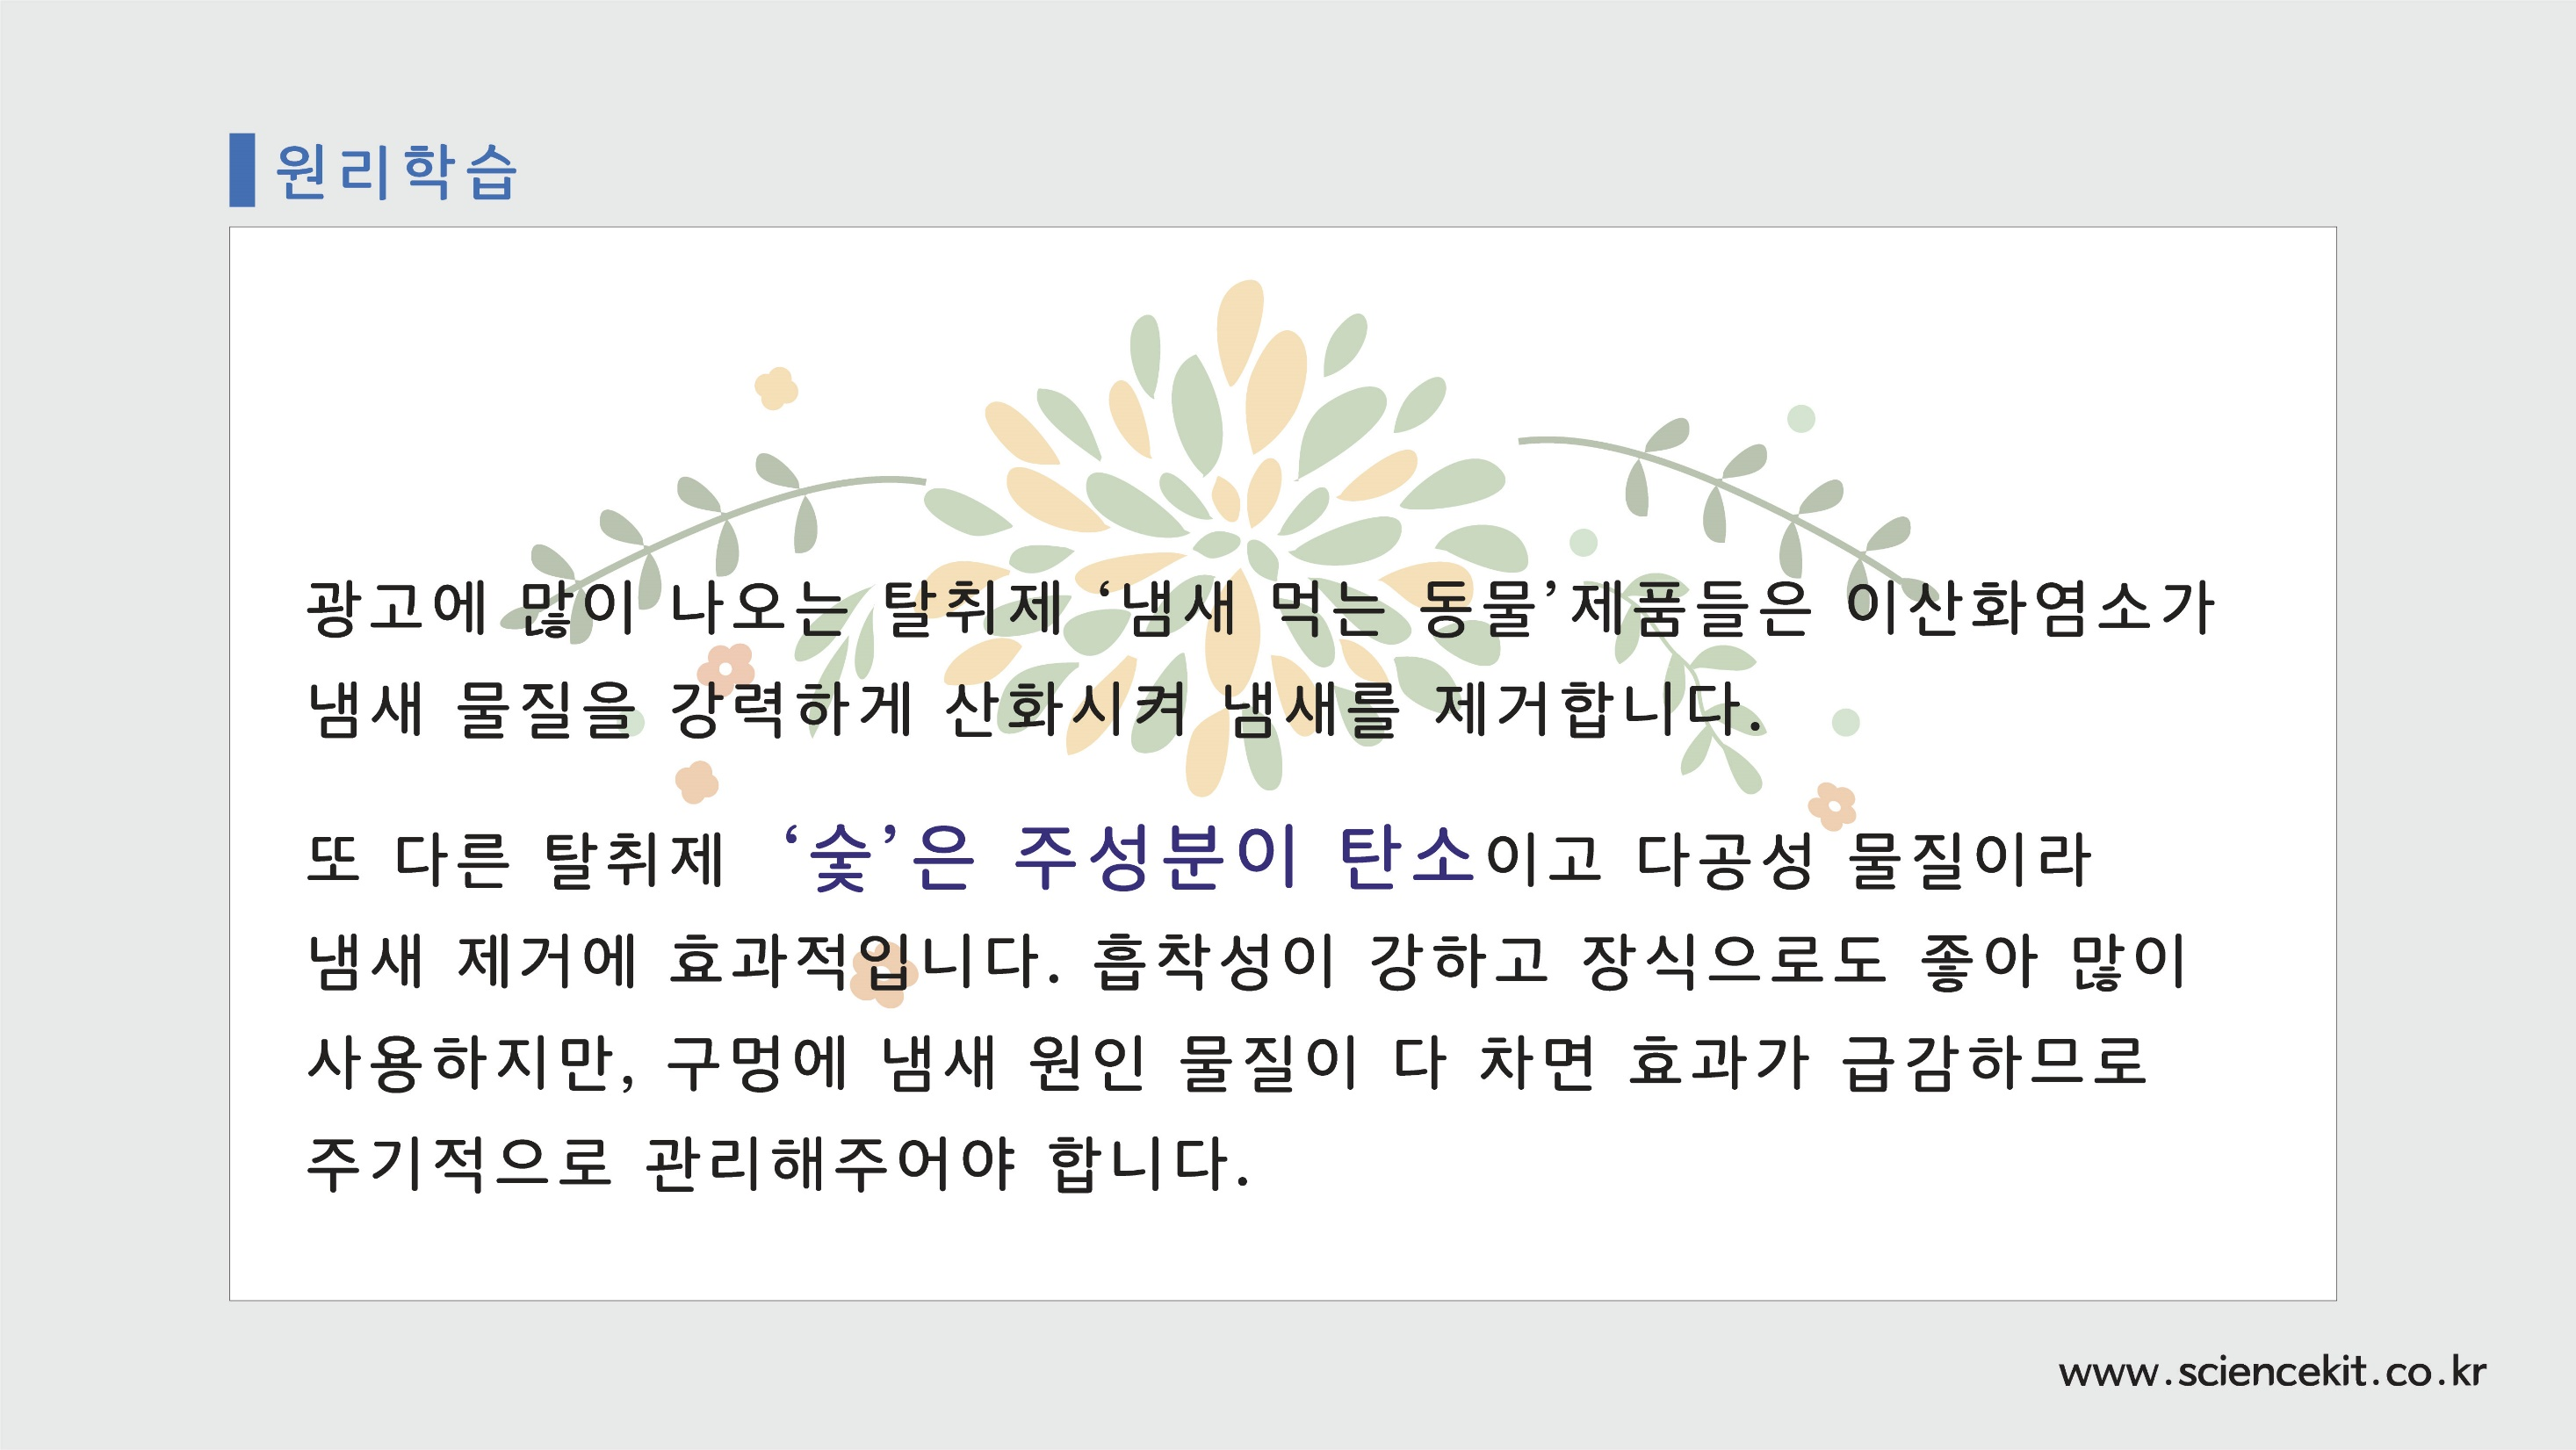 원리학습
광고에 많이 나오는 탈취제 ‘냄새 먹는 동물’제품들은 이산화염소가
냄새 물질을 강력하게 산화시켜 냄새를 제거합니다.
또 다른 탈취제 ‘숯’은 주성분이 탄소이고 다공성 물질이라
냄새 제거에 효과적입니다. 흡착성이 강하고 장식으로도 좋아 많이
사용하지만, 구멍에 냄새 원인 물질이 다 차면 효과가 급감하므로
주기적으로 관리해주어야 합니다.
www.sciencekit.co.kr